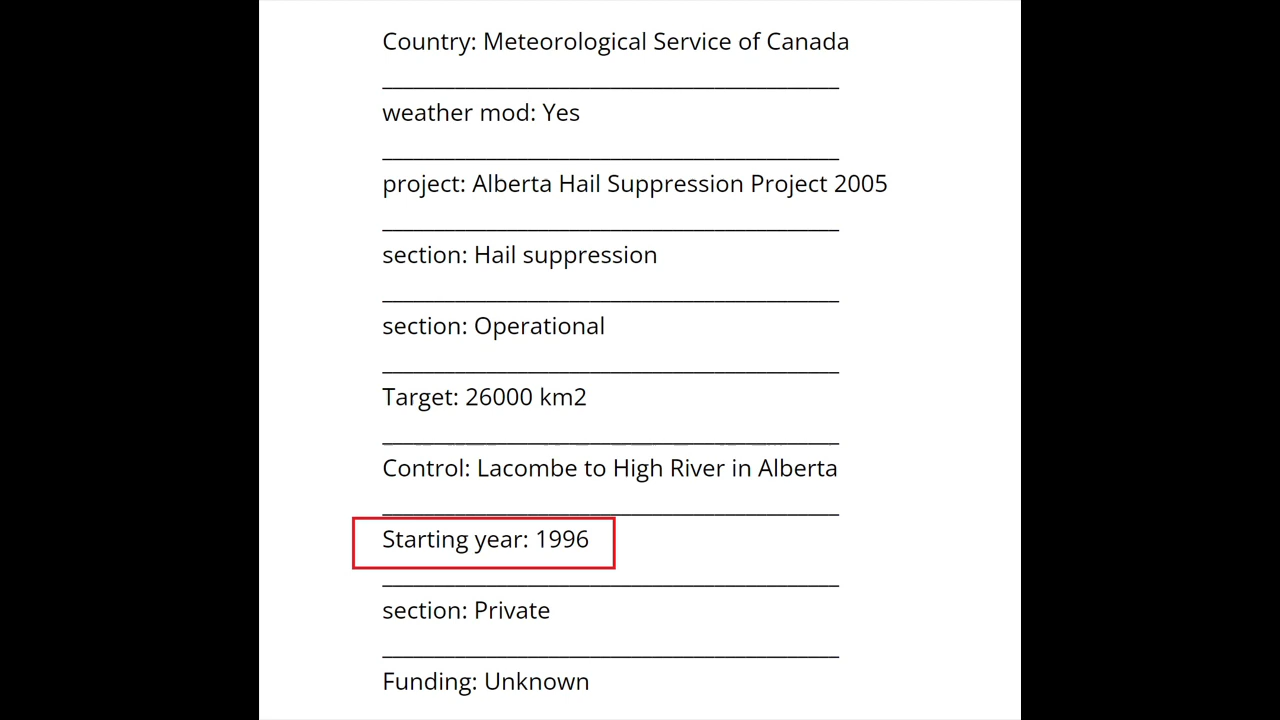 Country: Meteorological Service of Canada
weather mod: Yes
project: Alberta Hail Suppression Project 2005
section: Hail suppression
section: Operational
Target: 26000 km2
Control: Lacombe to High River in Alberta
Starting year: 1996
section: Private
Funding: Unknown